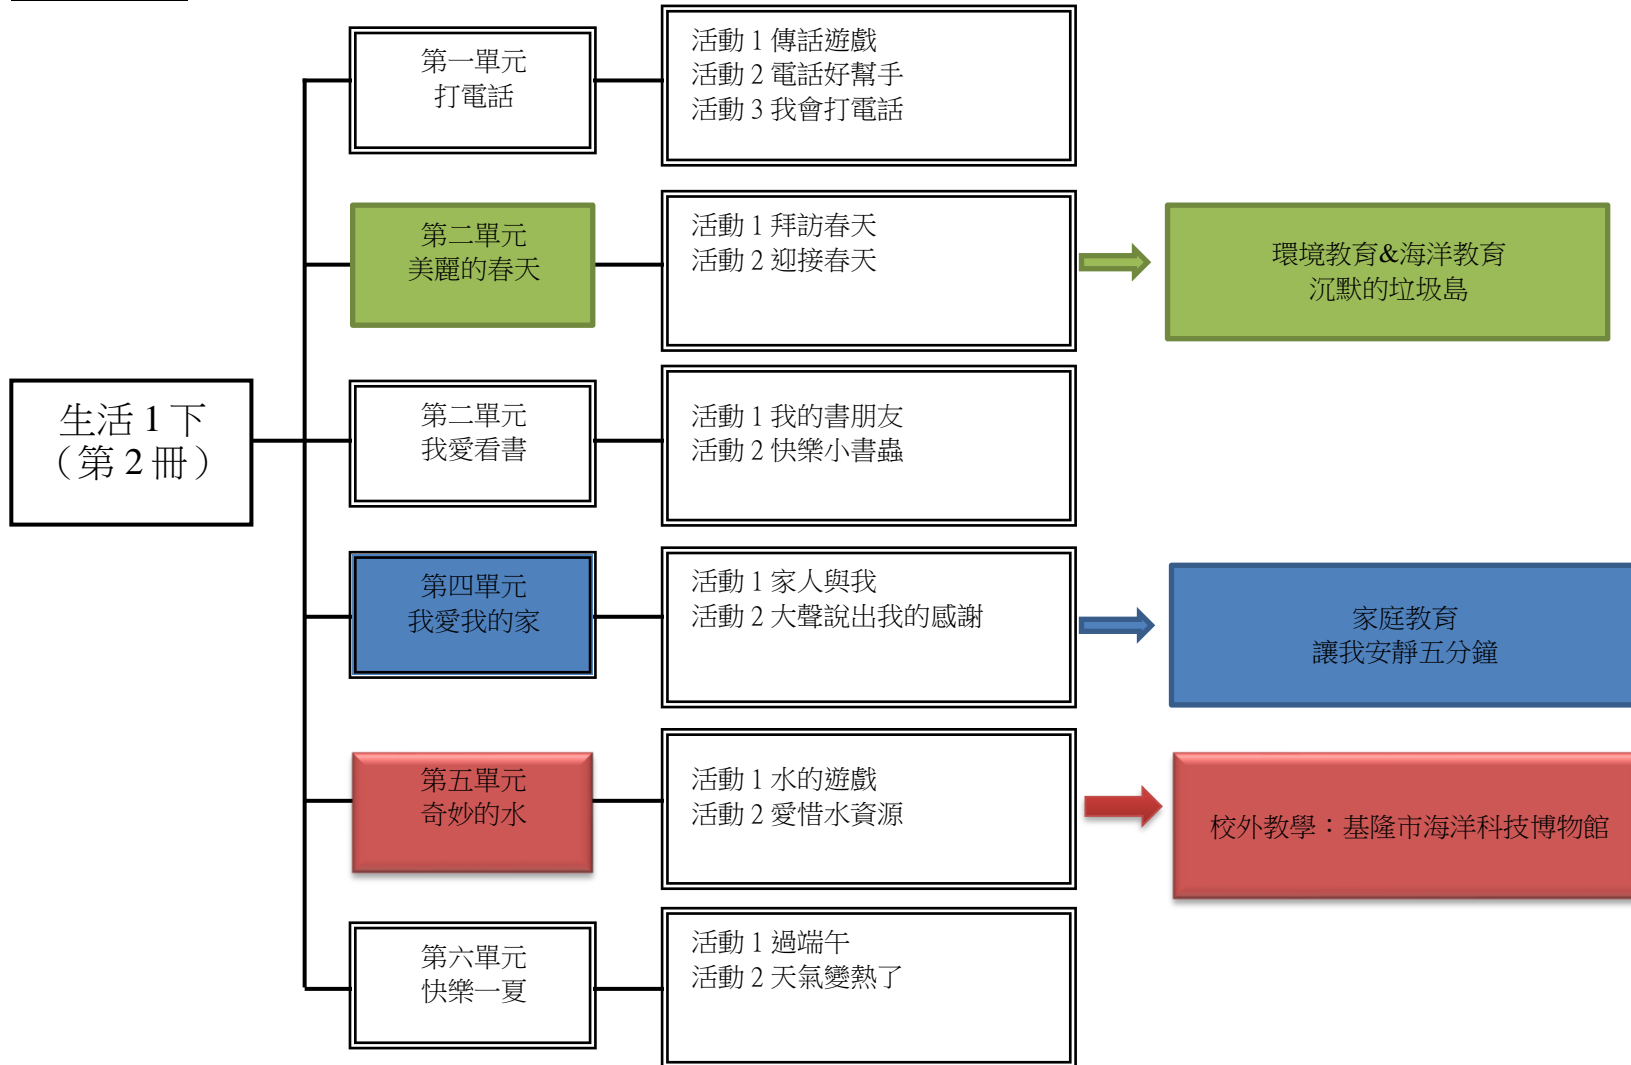 生活 1 下
（第 2 冊）
第一單元
打電話
活動 1 傳話遊戲
活動 2 電話好幫手
活動 3 我會打電話
第二單元
美麗的春天
活動 1 拜訪春天
活動 2 迎接春天
環境教育&海洋教育
沉默的垃圾島
第二單元
我愛看書
活動 1 我的書朋友
活動 2 快樂小書蟲
第四單元
我愛我的家
活動 1 家人與我
活動 2 大聲說出我的感謝
家庭教育
讓我安靜五分鐘
第五單元
奇妙的水
活動 1 水的遊戲
活動 2 愛惜水資源
校外教學：基隆市海洋科技博物館
第六單元
快樂一夏
活動 1 過端午
活動 2 天氣變熱了